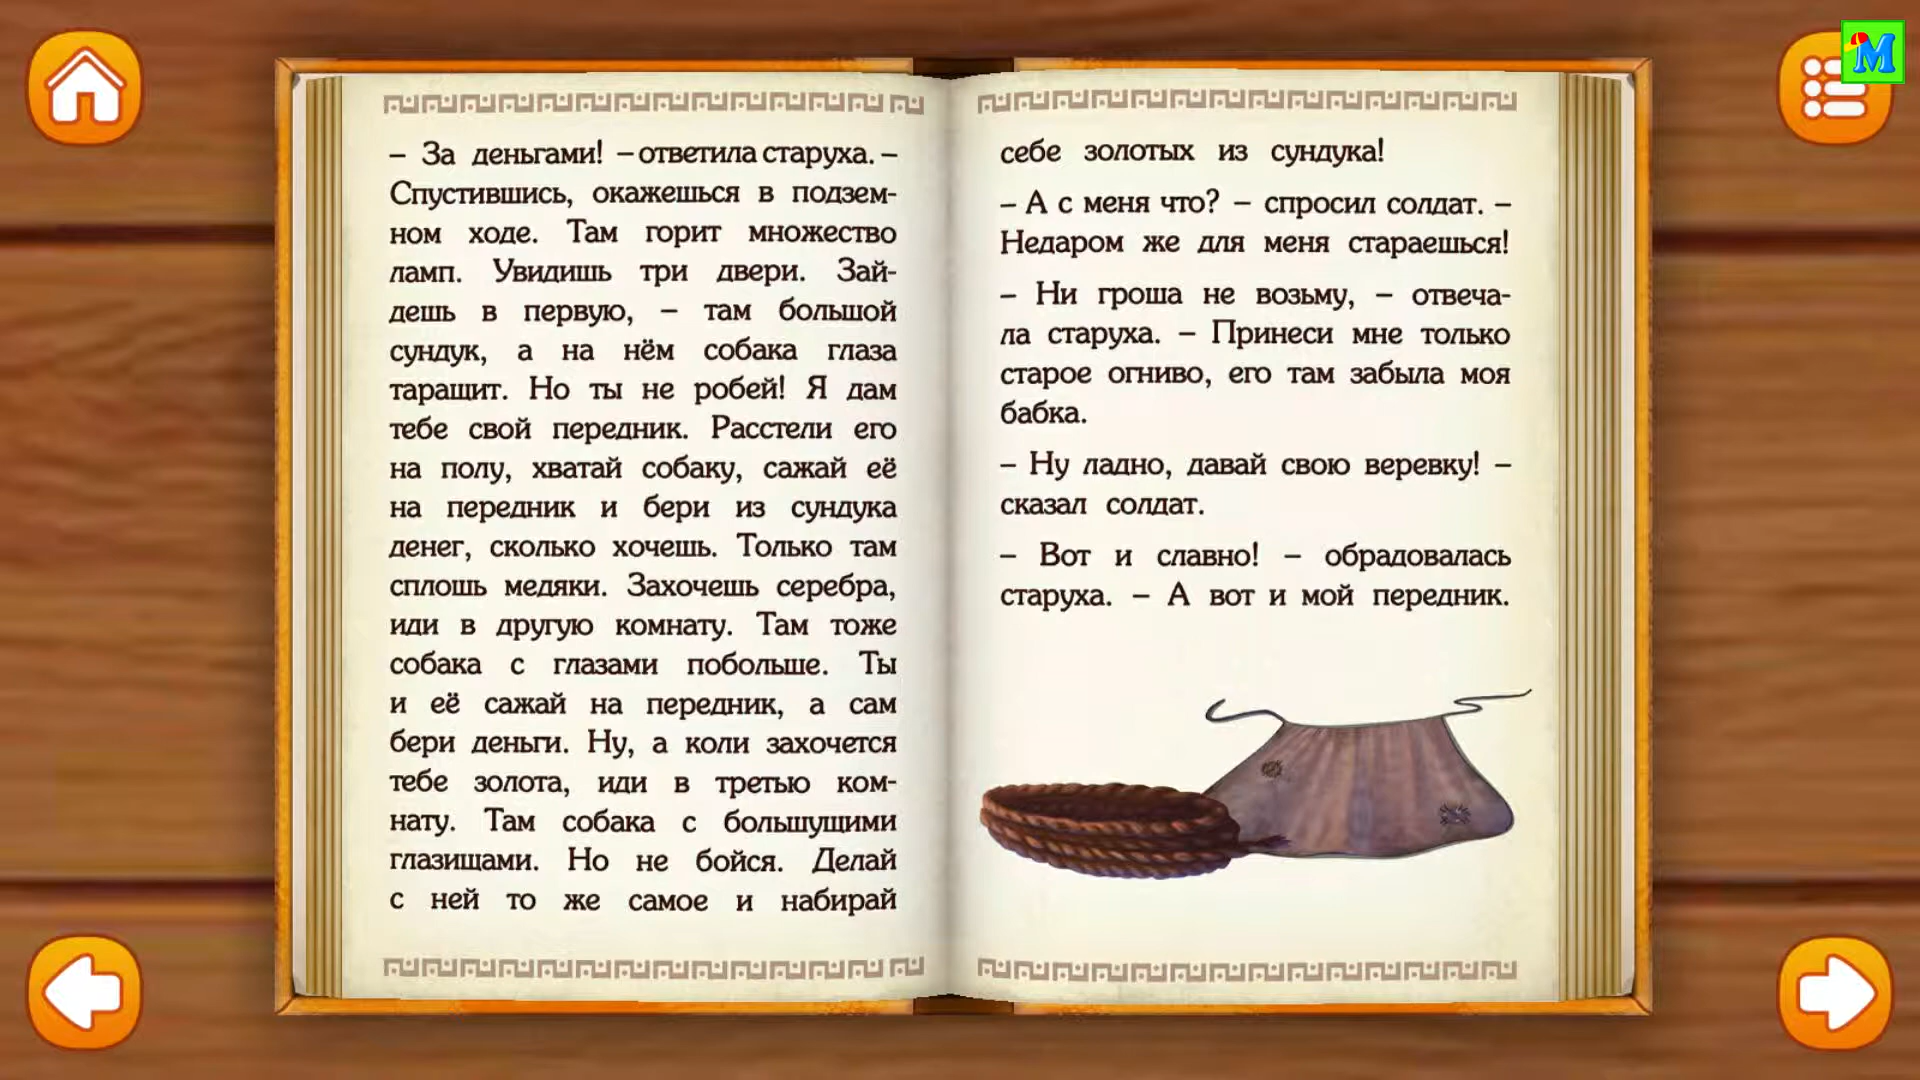 – За деньгами! – ответила старуха. –
Спустившись, окажешься в подзем-
ном ходе. Там горит множество
ламп. Увидишь три двери. Зай-
дешь в первую, – там большой
сундук, а на нём собака глаза
таращит. Но ты не робей! Я дам
тебе свой передник. Расстели его
на полу, хватай собаку, сажай её
на передник и бери из сундука
денег, сколько хочешь. Только там
сплошь медяки. Захочешь серебра,
иди в другую комнату. Там тоже
собака с глазами побольше. Ты
и её сажай на передник, а сам
бери деньги. Ну, а коли захочется
тебе золота, иди в третью ком-
нату. Там собака с большущими
глазищами. Но не бойся. Делай
с ней то же самое и набирай
себе золотых из сундука!
– А с меня что? – спросил солдат. –
Недаром же для меня стараешься!
– Ни гроша не возьму, – отвеча-
ла старуха. – Принеси мне только
старое огниво, его там забыла моя
бабка.
– Ну ладно, давай свою веревку! –
сказал солдат.
– Вот и славно! – обрадовалась
старуха. – А вот и мой передник.
M